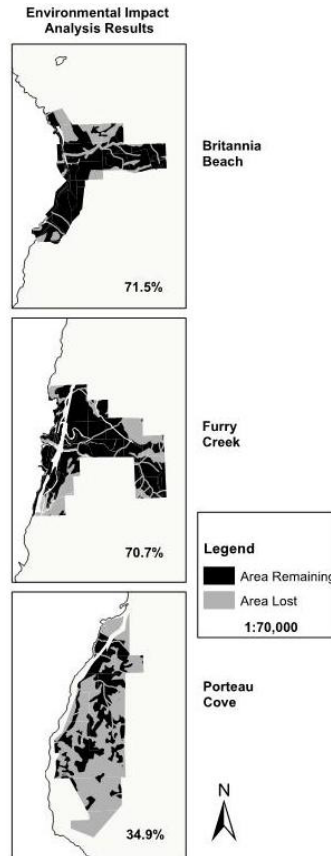 Environmental Impact
Analysis Results
Britannia
Beach
71.5%
Furry
Creek
70.7%
Legend
Area Remaining
Area Lost
1:70,000
Porteau
Cove
34.9%
N